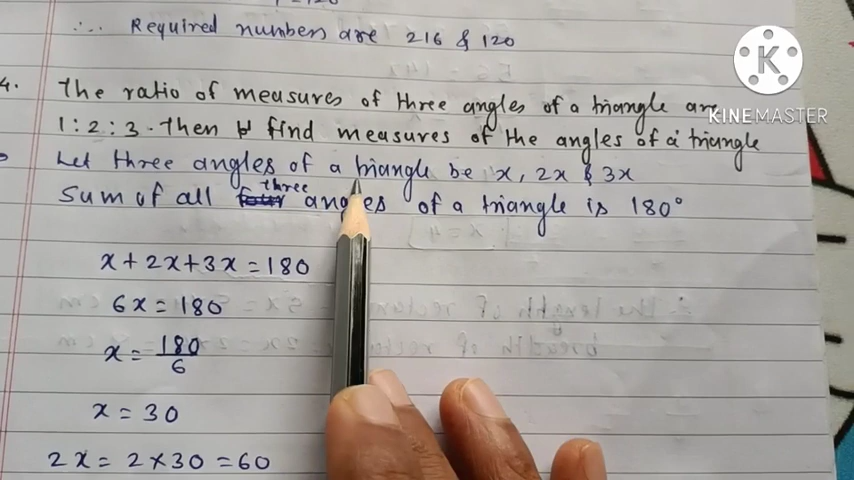 ∴ Required numbers are 216 & 120
4. The ratio of measures of three angles of a triangle are
1 : 2 : 3. Then find measures of the angles of a triangle
Let three angles of a triangle be x, 2x & 3x
Sum of all three angles of a triangle is 180°
x + 2x + 3x = 180
6x = 180
x = 180/6
x = 30
2x = 2 × 30 = 60
K
KINEMASTER